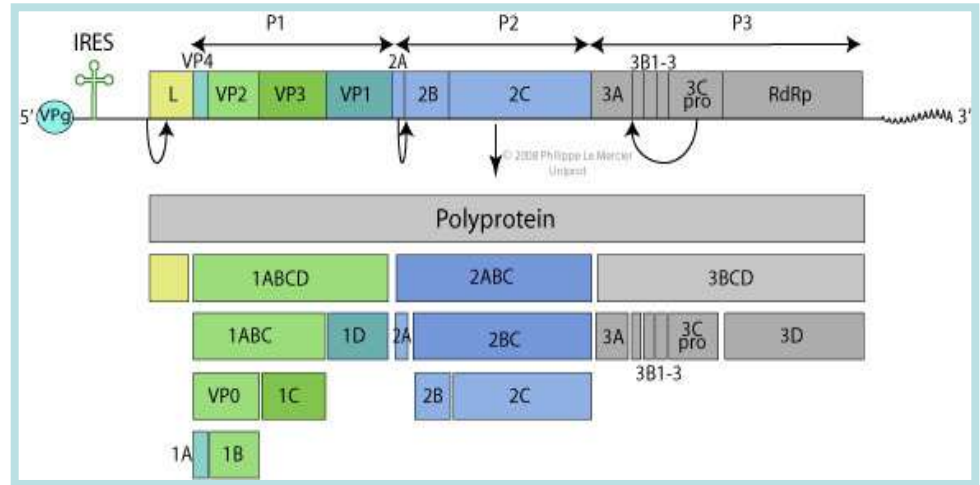 P1 P2 P3
IRES
VP4 2A 3B1-3
L VP2 VP3 VP1 2B 2C 3A 3C pro RdRp
5' VPg 3'
© 2008 Philippe Le Mercier
Uniprot
Polyprotein
1ABCD 2ABC 3BCD
1ABC 1D 2A 2BC 3A 3C pro 3D
3B1-3
VP0 1C 2B 2C
1A 1B